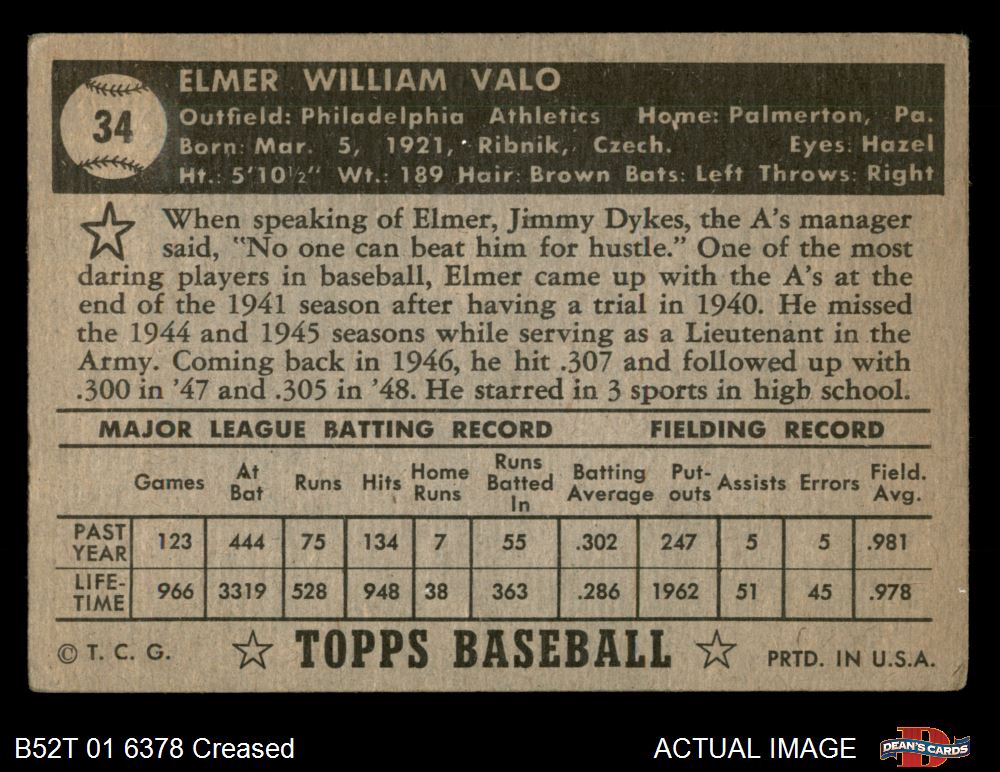 34
ELMER WILLIAM VALO
Outfield: Philadelphia Athletics Home: Palmerton, Pa.
Born: Mar. 5, 1921, Ribnik, Czech. Eyes: Hazel
Ht.: 5'10½" Wt.: 189 Hair: Brown Bats: Left Throws: Right
When speaking of Elmer, Jimmy Dykes, the A's manager
said, "No one can beat him for hustle." One of the most
daring players in baseball, Elmer came up with the A's at the
end of the 1941 season after having a trial in 1940. He missed
the 1944 and 1945 seasons while serving as a Lieutenant in the
Army. Coming back in 1946, he hit .307 and followed up with
.300 in '47 and .305 in '48. He starred in 3 sports in high school.
MAJOR LEAGUE BATTING RECORD FIELDING RECORD
Games At Bat Runs Hits Home Runs Runs Batted In Batting Average Put-outs Assists Errors Field. Avg.
PAST YEAR 123 444 75 134 7 55 .302 247 5 5 .981
LIFE-TIME 966 3319 528 948 38 363 .286 1962 51 45 .978
© T. C. G. TOPPS BASEBALL PRTD. IN U.S.A.
B52T 01 6378 Creased ACTUAL IMAGE DEAN'S CARDS